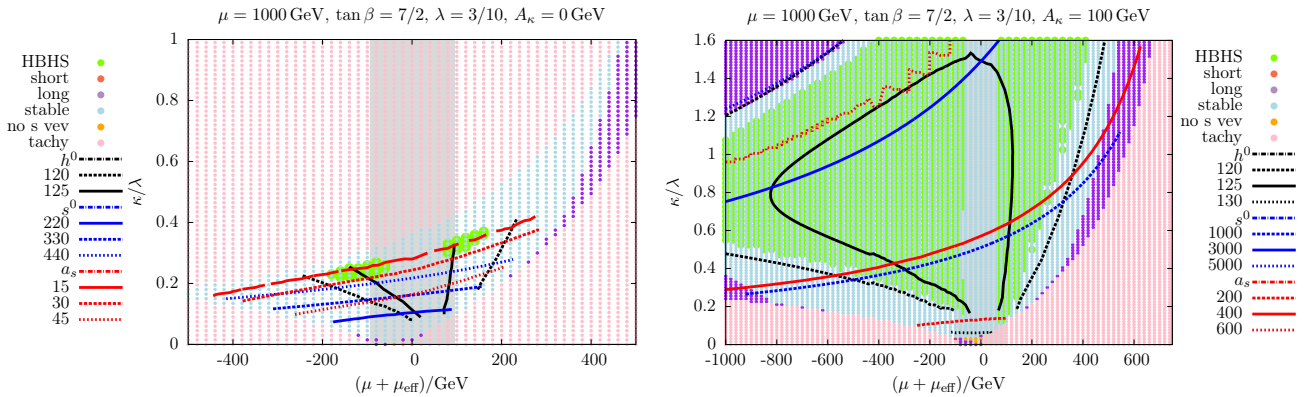 μ = 1000 GeV, tan β = 7/2, λ = 3/10, A_κ = 0 GeV
HBHS
short
long
stable
no s vev
tachy
h⁰
120
125
s⁰
220
330
440
a_s
15
30
45
κ/λ
1
0.8
0.6
0.4
0.2
0
-400
-200
0
200
400
(μ + μ_eff)/GeV
μ = 1000 GeV, tan β = 7/2, λ = 3/10, A_κ = 100 GeV
κ/λ
1.6
1.4
1.2
1
0.8
0.6
0.4
0.2
0
-1000
-800
-600
-400
-200
0
200
400
600
(μ + μ_eff)/GeV
HBHS
short
long
stable
no s vev
tachy
h⁰
120
125
130
s⁰
1000
3000
5000
a_s
200
400
600